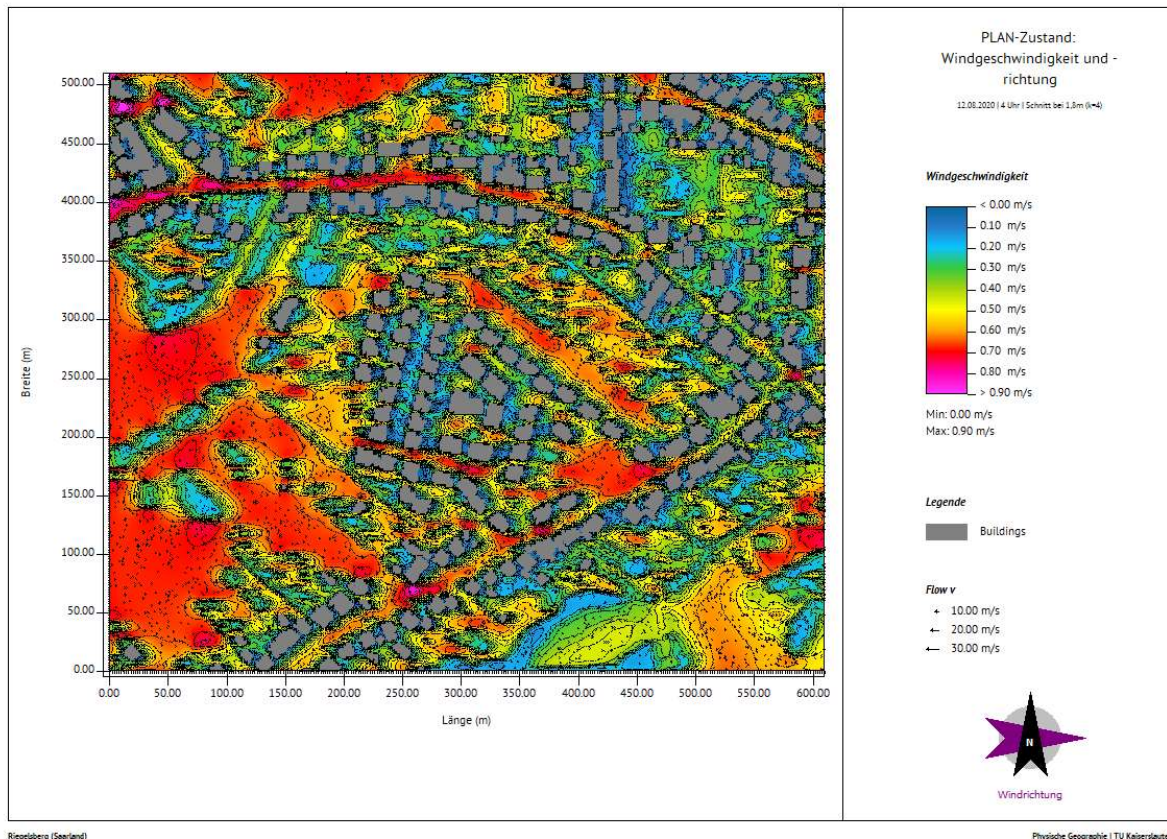 PLAN-Zustand:
Windgeschwindigkeit und -
richtung
12.08.2020 | 4 Uhr | Schnitt bei 1,8m (k=4)
500.00
450.00
400.00
350.00
300.00
250.00
200.00
150.00
100.00
50.00
0.00
Breite (m)
0.00 50.00 100.00 150.00 200.00 250.00 300.00 350.00 400.00 450.00 500.00 550.00 600.00
Länge (m)
Windgeschwindigkeit
< 0.00 m/s
0.10 m/s
0.20 m/s
0.30 m/s
0.40 m/s
0.50 m/s
0.60 m/s
0.70 m/s
0.80 m/s
> 0.90 m/s
Min: 0.00 m/s
Max: 0.90 m/s
Legende
Buildings
Flow v
10.00 m/s
20.00 m/s
30.00 m/s
N
Windrichtung
Riegelsberg (Saarland)
Physische Geographie | TU Kaiserslaute